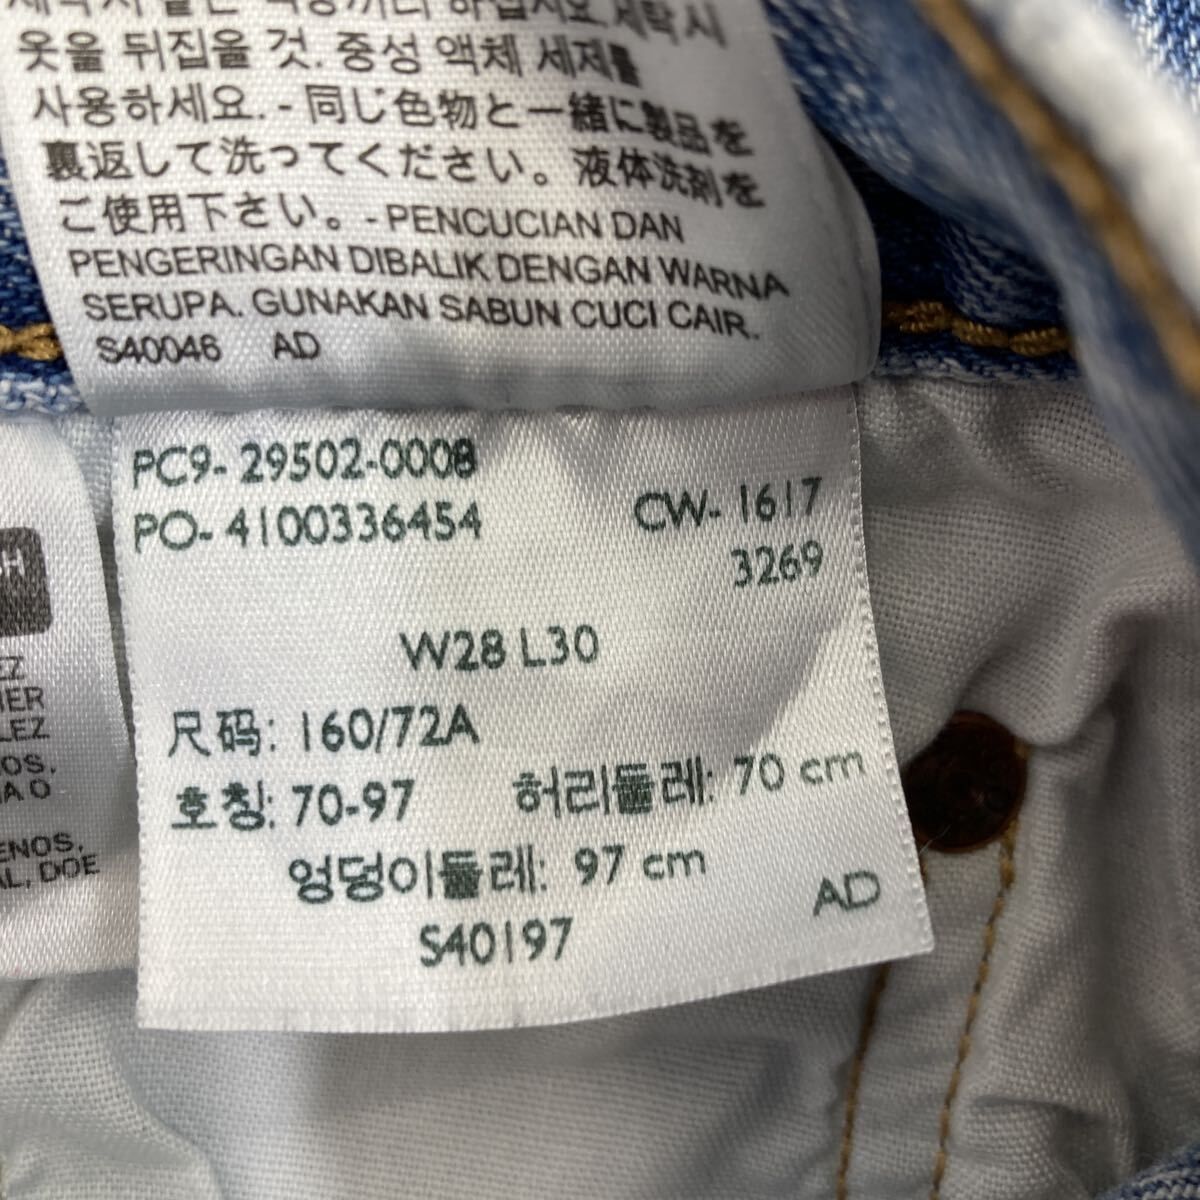 옷을 뒤집을 것. 중성 액체 세제를
사용하세요. - 同じ色物と一緒に製品を
裏返して洗ってください。液体洗剤を
ご使用下さい。- PENCUCIAN DAN
PENGERINGAN DIBALIK DENGAN WARNA
SERUPA. GUNAKAN SABUN CUCI CAIR.
S40046 AD
PC9- 29502-0008
PO- 4100336454
CW- 1617
3269
W28 L30
尺码: 160/72A
호칭: 70-97 허리둘레: 70 cm
엉덩이둘레: 97 cm
S40197 AD
ENOS.
DOE